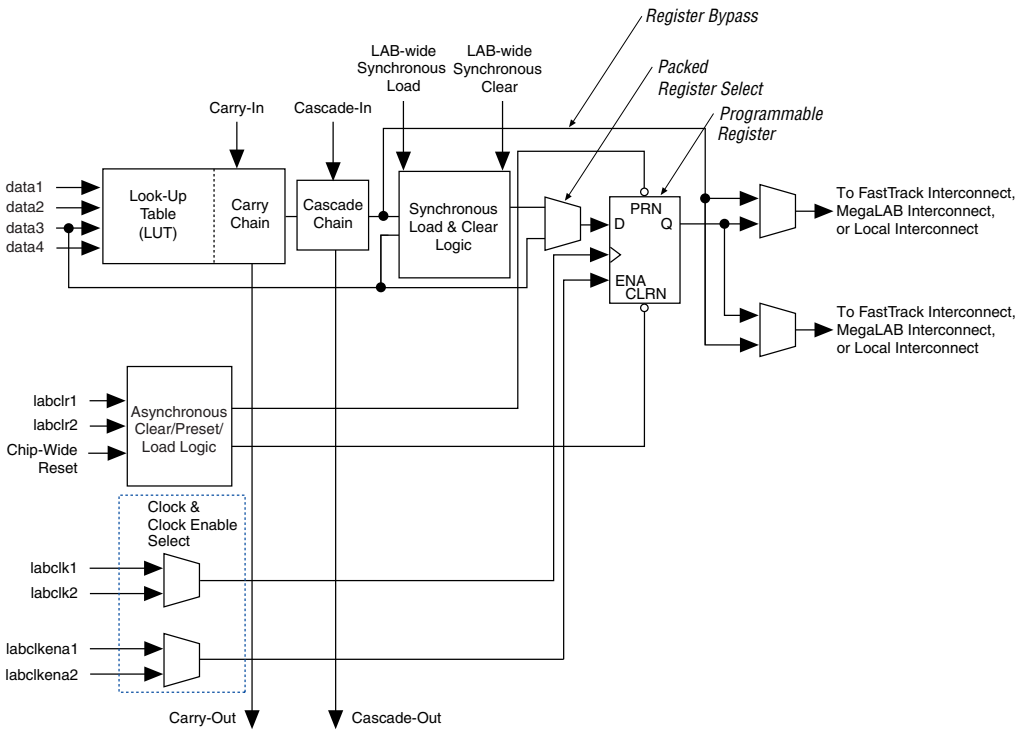 Register Bypass
LAB-wide
Synchronous
Load
LAB-wide
Synchronous
Clear
Packed
Register Select
Programmable
Register
Carry-In
Cascade-In
data1
data2
data3
data4
Look-Up
Table
(LUT)
Carry
Chain
Cascade
Chain
Synchronous
Load & Clear
Logic
PRN
D
Q
ENA
CLRN
To FastTrack Interconnect,
MegaLAB Interconnect,
or Local Interconnect
To FastTrack Interconnect,
MegaLAB Interconnect,
or Local Interconnect
labclr1
labclr2
Chip-Wide
Reset
Asynchronous
Clear/Preset/
Load Logic
Clock &
Clock Enable
Select
labclk1
labclk2
labclkena1
labclkena2
Carry-Out
Cascade-Out